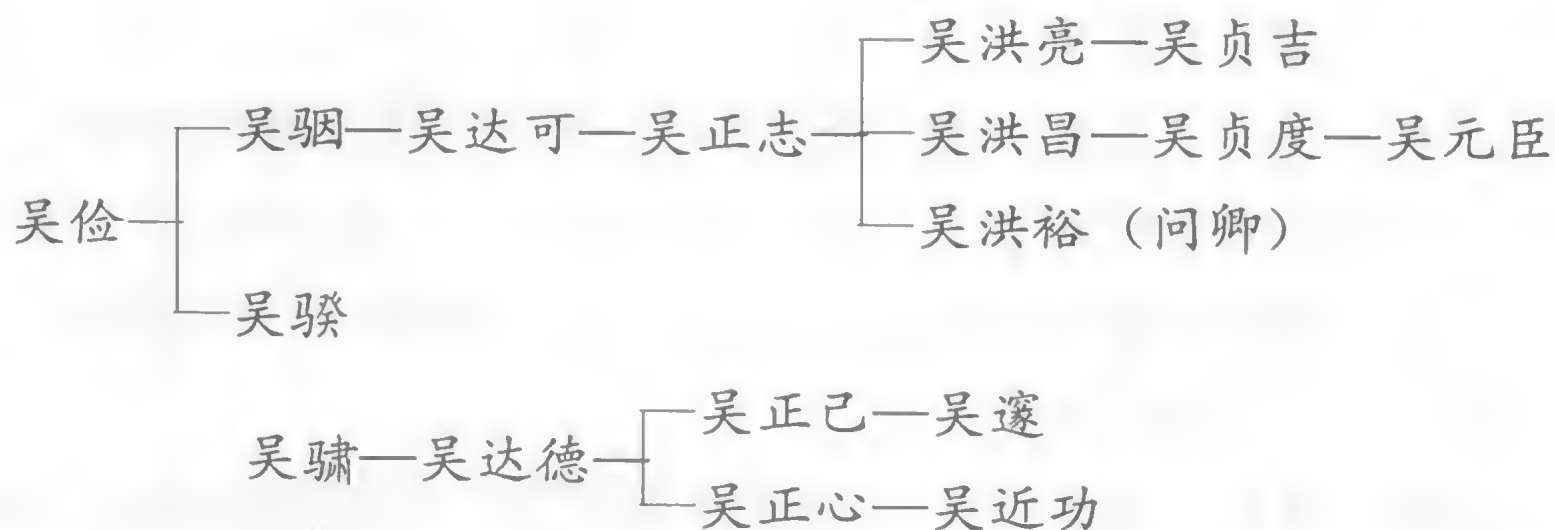 吴洪亮—吴贞吉
吴骃—吴达可—吴正志—吴洪昌—吴贞度—吴元臣
吴俭
吴洪裕（问卿）
吴骙
吴正己—吴邃
吴骕—吴达德
吴正心—吴近功